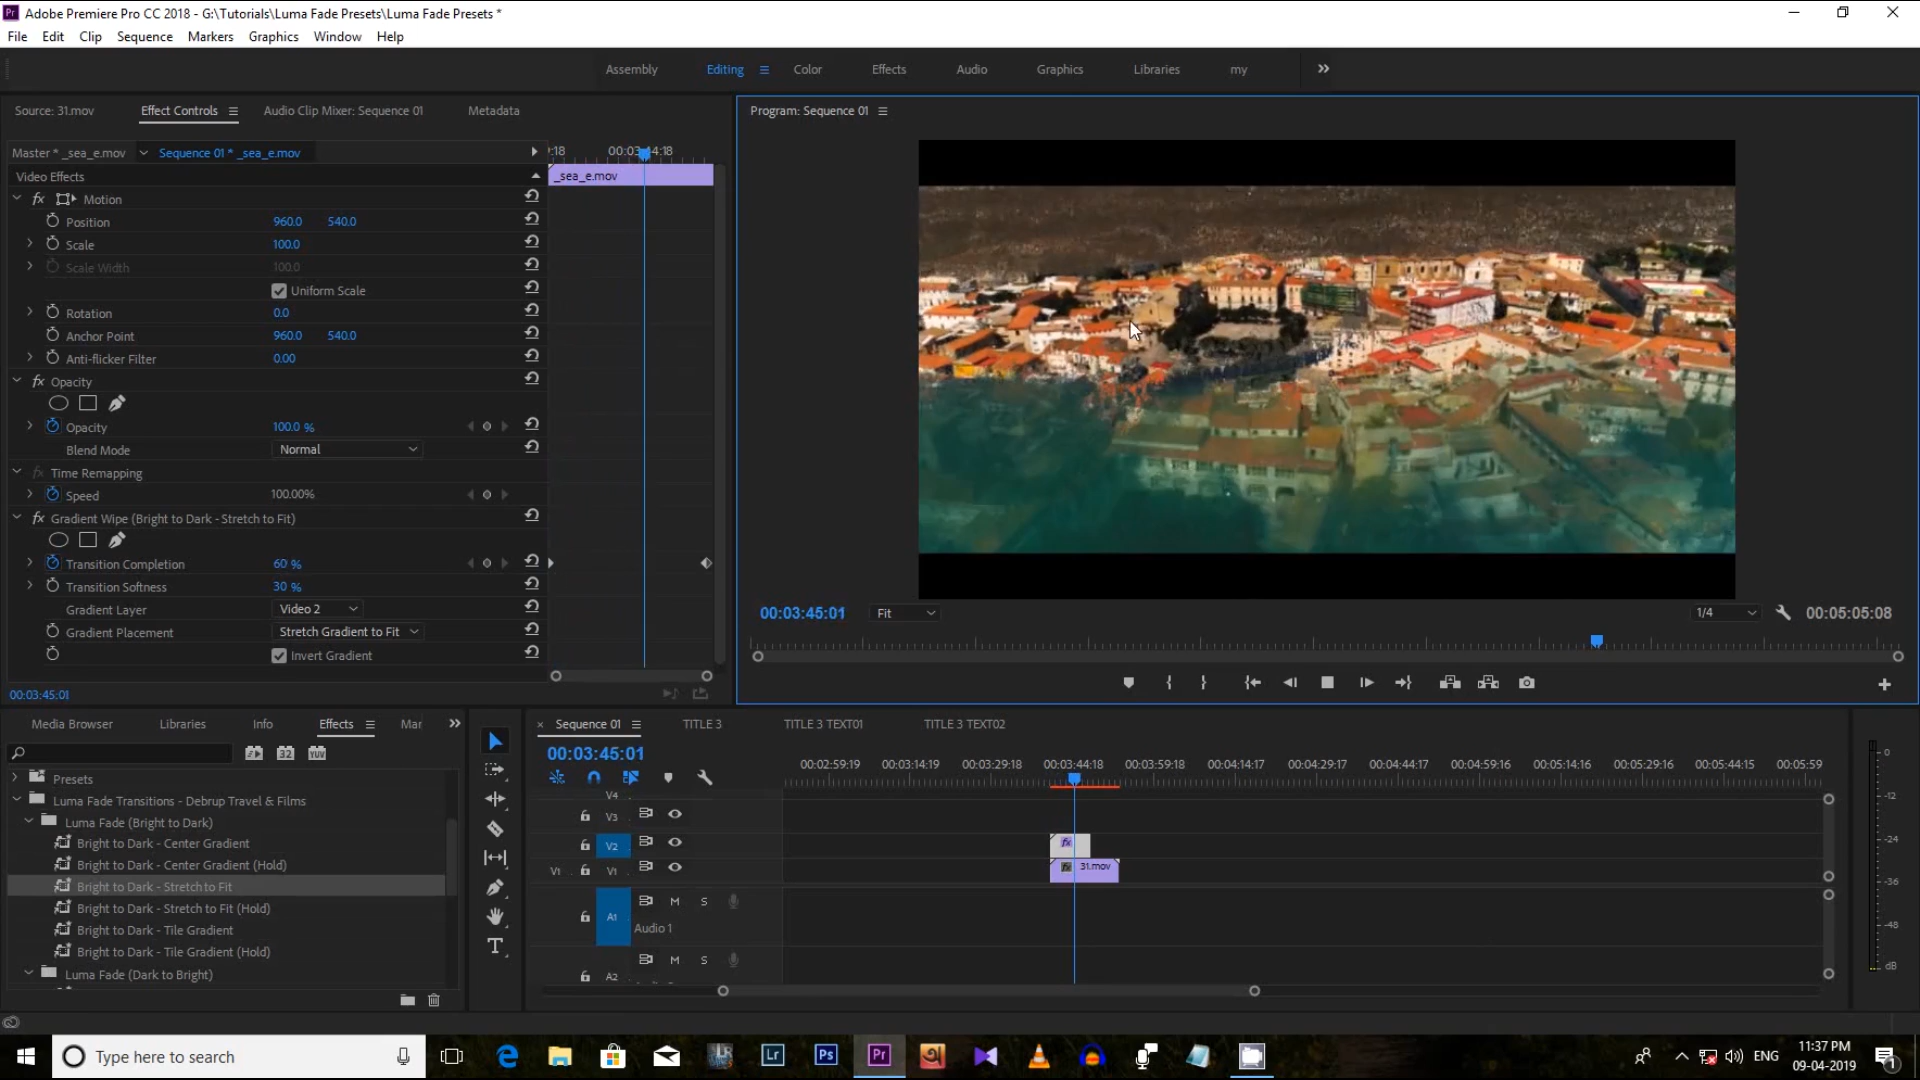 Adobe Premiere Pro CC 2018 - G:\Tutorials\Luma Fade Presets\Luma Fade Presets *
File Edit Clip Sequence Markers Graphics Window Help
Assembly Editing Color Effects Audio Graphics Libraries my
Source: 31.mov Effect Controls Audio Clip Mixer: Sequence 01 Metadata
Program: Sequence 01
Master * _sea_e.mov Sequence 01 * _sea_e.mov
:18 00:03:44:18
Video Effects
_sea_e.mov
fx Motion
Position 960.0 540.0
Scale 100.0
Scale Width 100.0
Uniform Scale
Rotation 0.0
Anchor Point 960.0 540.0
Anti-flicker Filter 0.00
fx Opacity
Opacity 100.0 %
Blend Mode Normal
fx Time Remapping
Speed 100.00%
fx Gradient Wipe (Bright to Dark - Stretch to Fit)
Transition Completion 60 %
Transition Softness 30 %
Gradient Layer Video 2
Gradient Placement Stretch Gradient to Fit
Invert Gradient
00:03:45:01
00:03:45:01 Fit 1/4 00:05:05:08
Media Browser Libraries Info Effects Mar
32 YUV
Presets
Luma Fade Transitions - Debrup Travel & Films
Luma Fade (Bright to Dark)
Bright to Dark - Center Gradient
Bright to Dark - Center Gradient (Hold)
Bright to Dark - Stretch to Fit
Bright to Dark - Stretch to Fit (Hold)
Bright to Dark - Tile Gradient
Bright to Dark - Tile Gradient (Hold)
Luma Fade (Dark to Bright)
Sequence 01 TITLE 3 TITLE 3 TEXT01 TITLE 3 TEXT02
00:03:45:01
00:02:59:19 00:03:14:19 00:03:29:18 00:03:44:18 00:03:59:18 00:04:14:17 00:04:29:17 00:04:44:17 00:04:59:16 00:05:14:16 00:05:29:16 00:05:44:15 00:05:59
V4
V3
V2 fx
V1 V1 fx 31.mov
A1 M S
Audio 1
A2 M S
0
-12
-24
-36
-48
dB
Type here to search
Lr Ps Pr
ENG
11:37 PM
09-04-2019
1